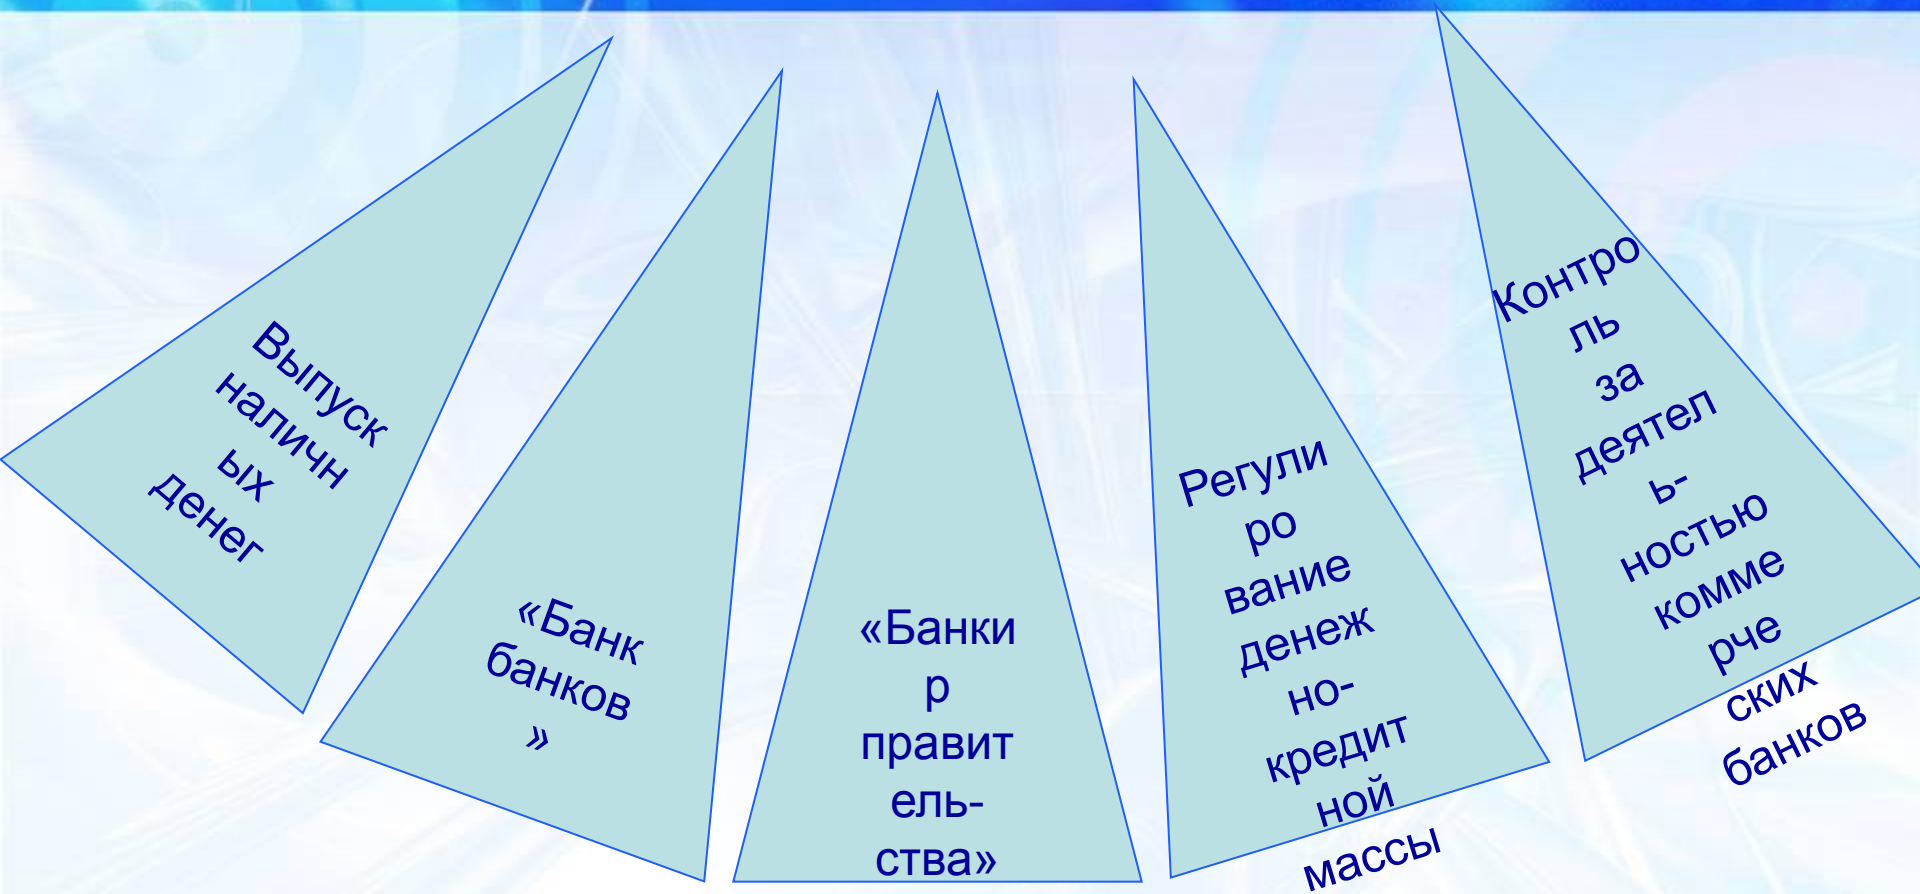 Выпуск
наличн
ых
денег
«Банк
банков
»
«Банки
р
правит
ель-
ства»
Регули
ро
вание
денеж
но-
кредит
ной
массы
Контро
ль
за
деятел
ь-
ностью
комме
рче
ских
банков